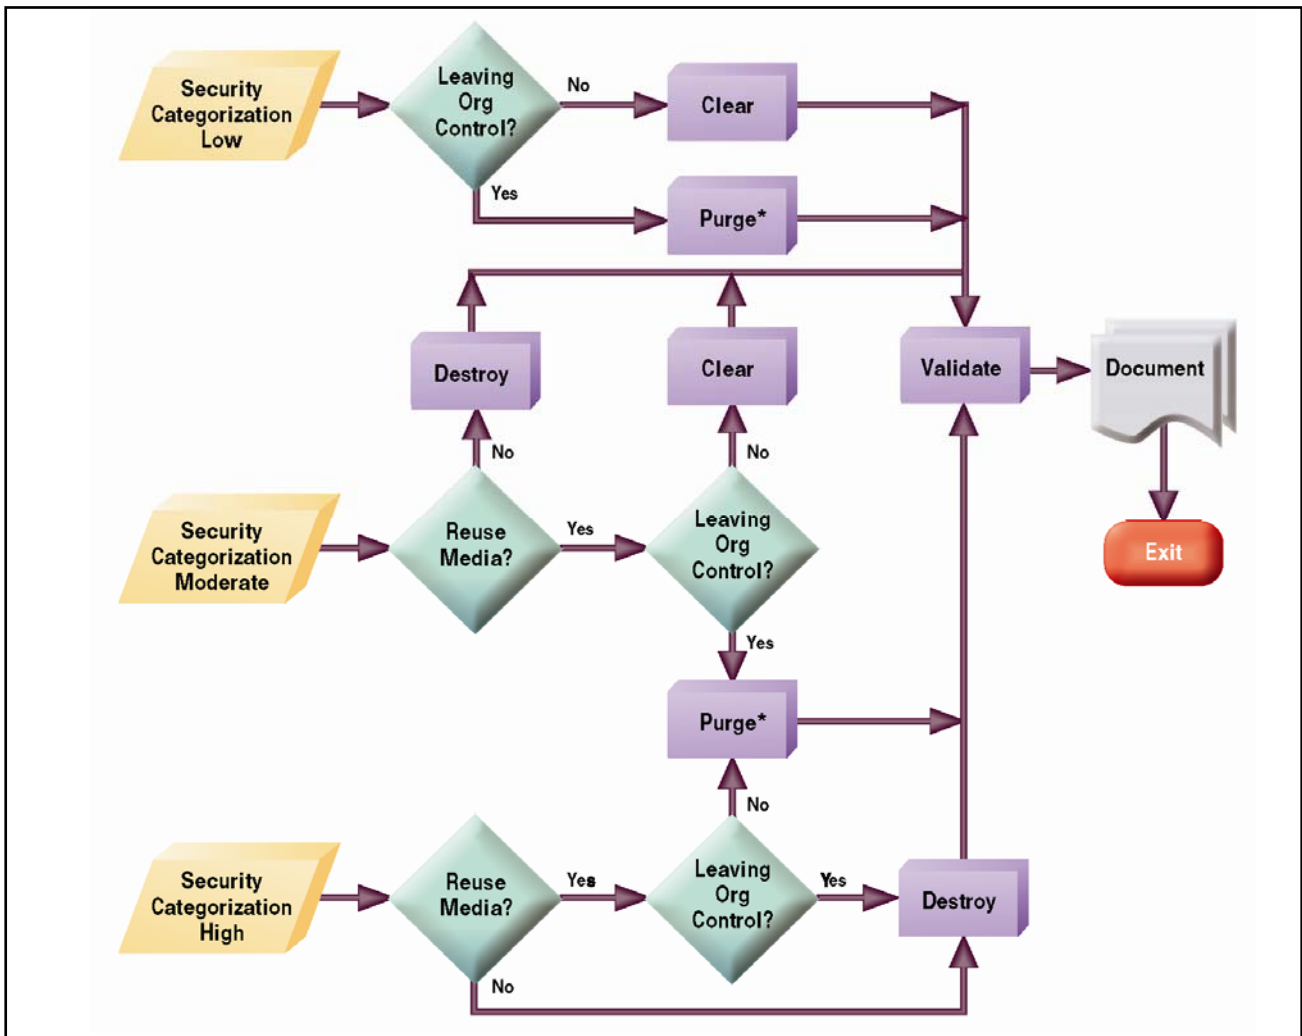 Security
Categorization
Low
Leaving
Org
Control?
No
Clear
Yes
Purge*
Destroy
Clear
Validate
Document
No
No
Security
Categorization
Moderate
Reuse
Media?
Yes
Leaving
Org
Control?
Exit
Yes
Purge*
No
Security
Categorization
High
Reuse
Media?
Yes
Leaving
Org
Control?
Yes
Destroy
No